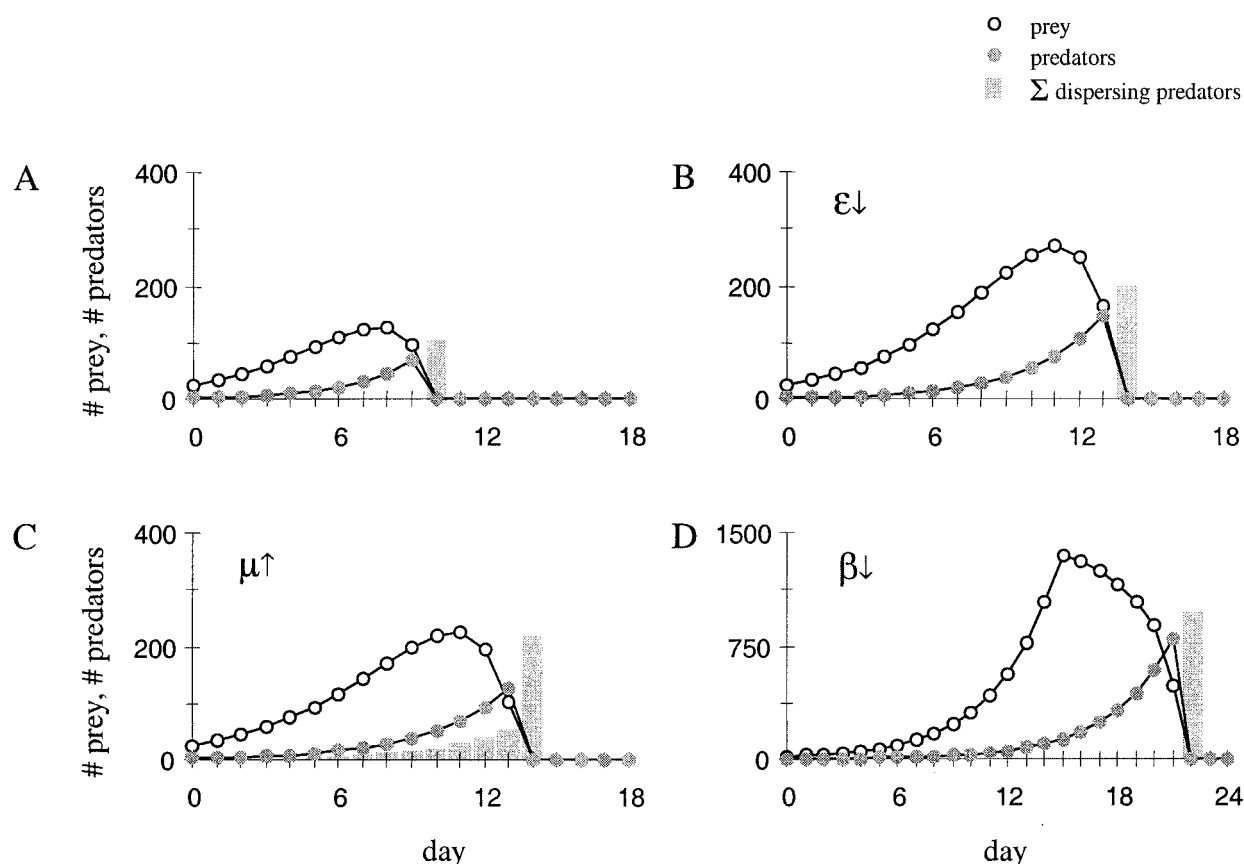 prey
predators
Σ dispersing predators
A
# prey, # predators
400
200
0
0 6 12 18
B
ε↓
400
200
0
0 6 12 18
C
# prey, # predators
μ↑
400
200
0
0 6 12 18
day
D
β↓
1500
750
0
0 6 12 18 24
day